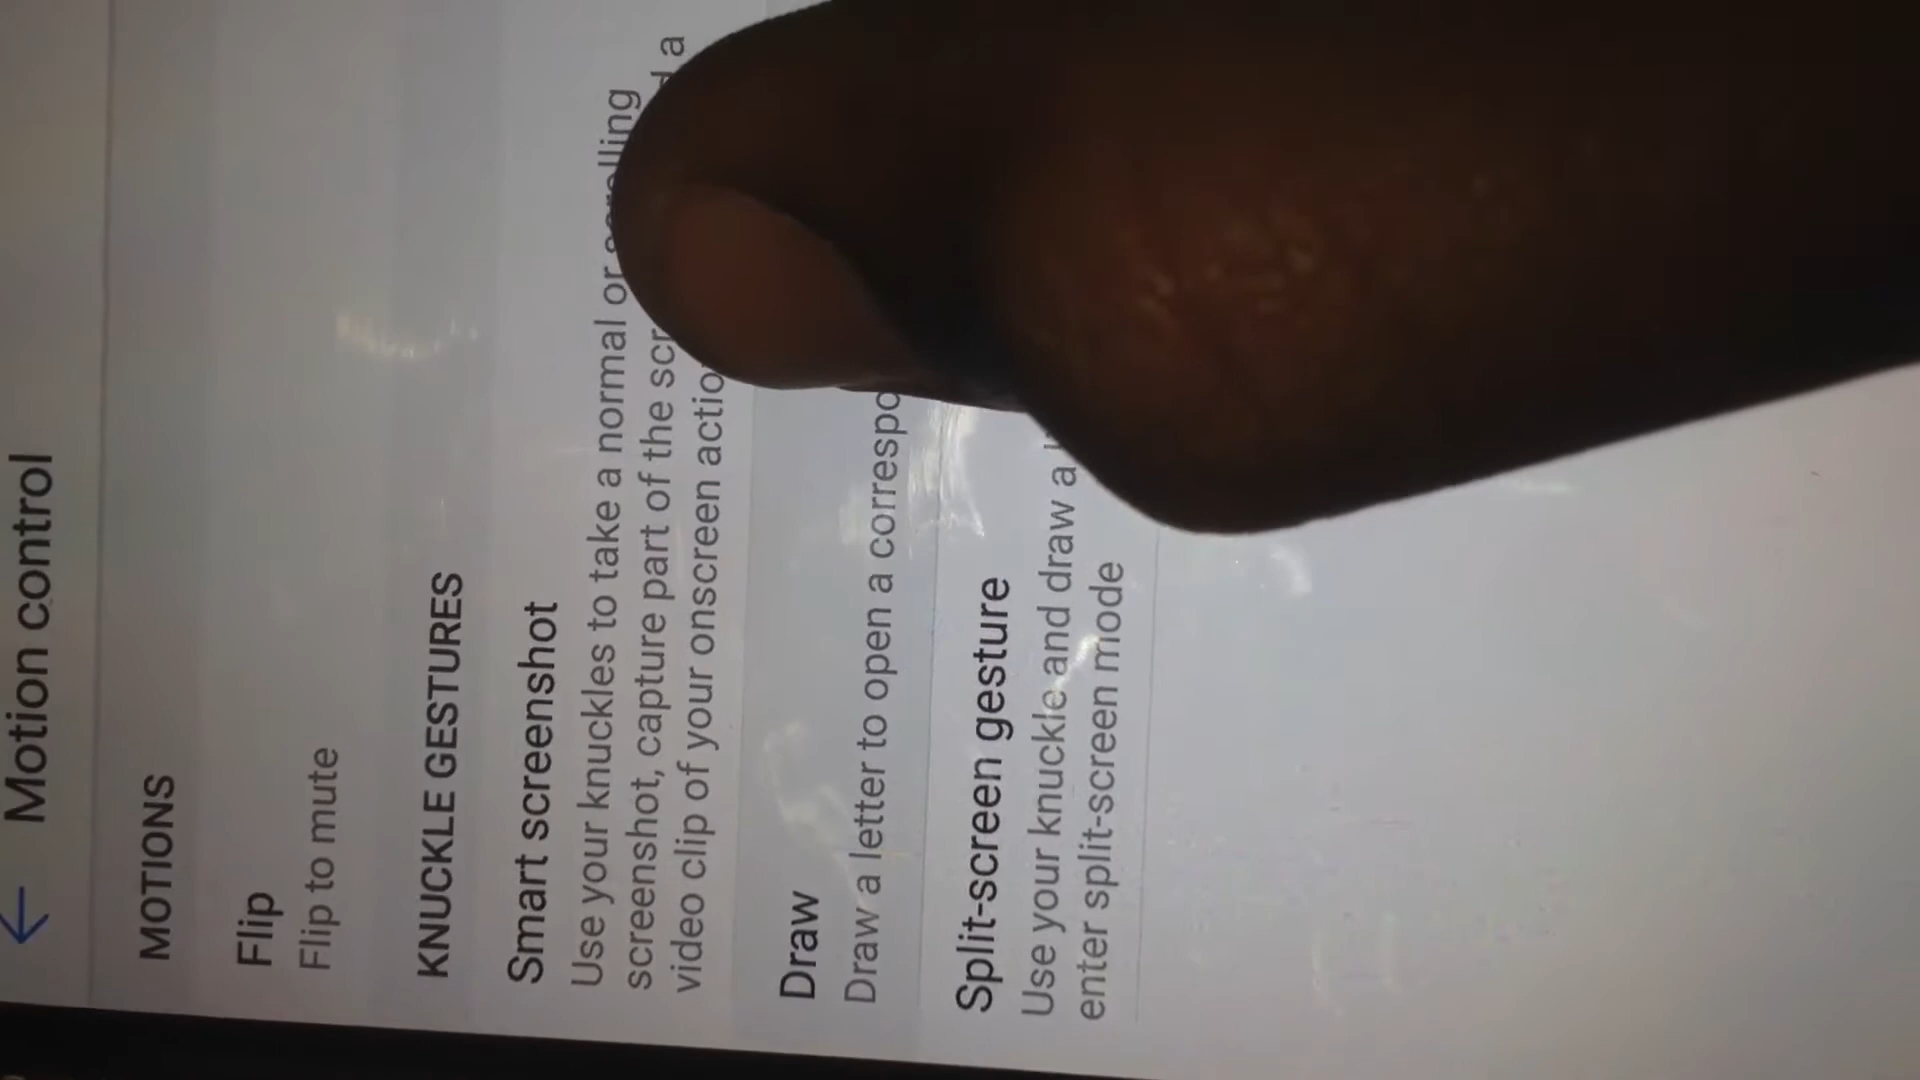 Motion control
MOTIONS
Flip
Flip to mute
KNUCKLE GESTURES
Smart screenshot
Use your knuckles to take a normal or scrolling
screenshot, capture part of the a
video clip of your onscreen
Draw
Draw a letter to open a
Split-screen gesture
Use your knuckle and draw a
enter split-screen mode